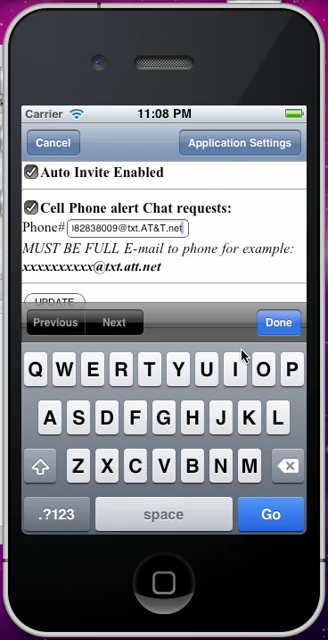 Carrier 11:08 PM
Cancel Application Settings
Auto Invite Enabled
Cell Phone alert Chat requests:
Phone# 82838009@txt.AT&T.net
MUST BE FULL E-mail to phone for example:
xxxxxxxxxx@txt.att.net
UPDATE
Previous Next Done
Q W E R T Y U I O P
A S D F G H J K L
Z X C V B N M
.?123 space Go